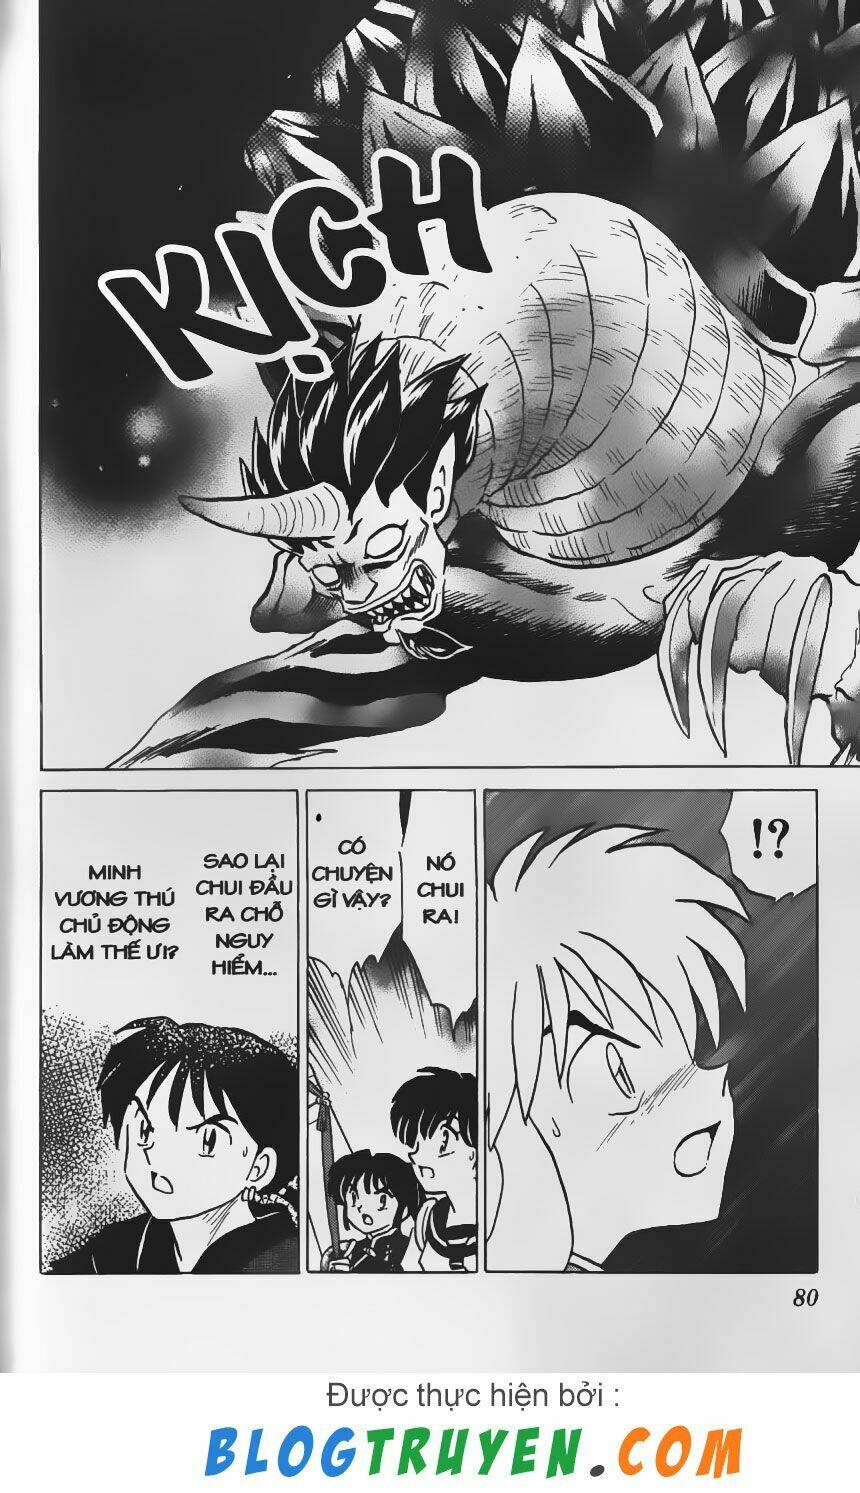 KỊCH
!?
NÓ
CHUI
RA!
CÓ
CHUYỆN
GÌ VẬY?
SAO LẠI
CHUI ĐẦU
RA CHỖ
NGUY
HIỂM...
MINH
VƯƠNG THÚ
CHỦ ĐỘNG
LÀM THẾ Ư!?
80
Được thực hiện bởi :
BLOGTRUYEN.COM